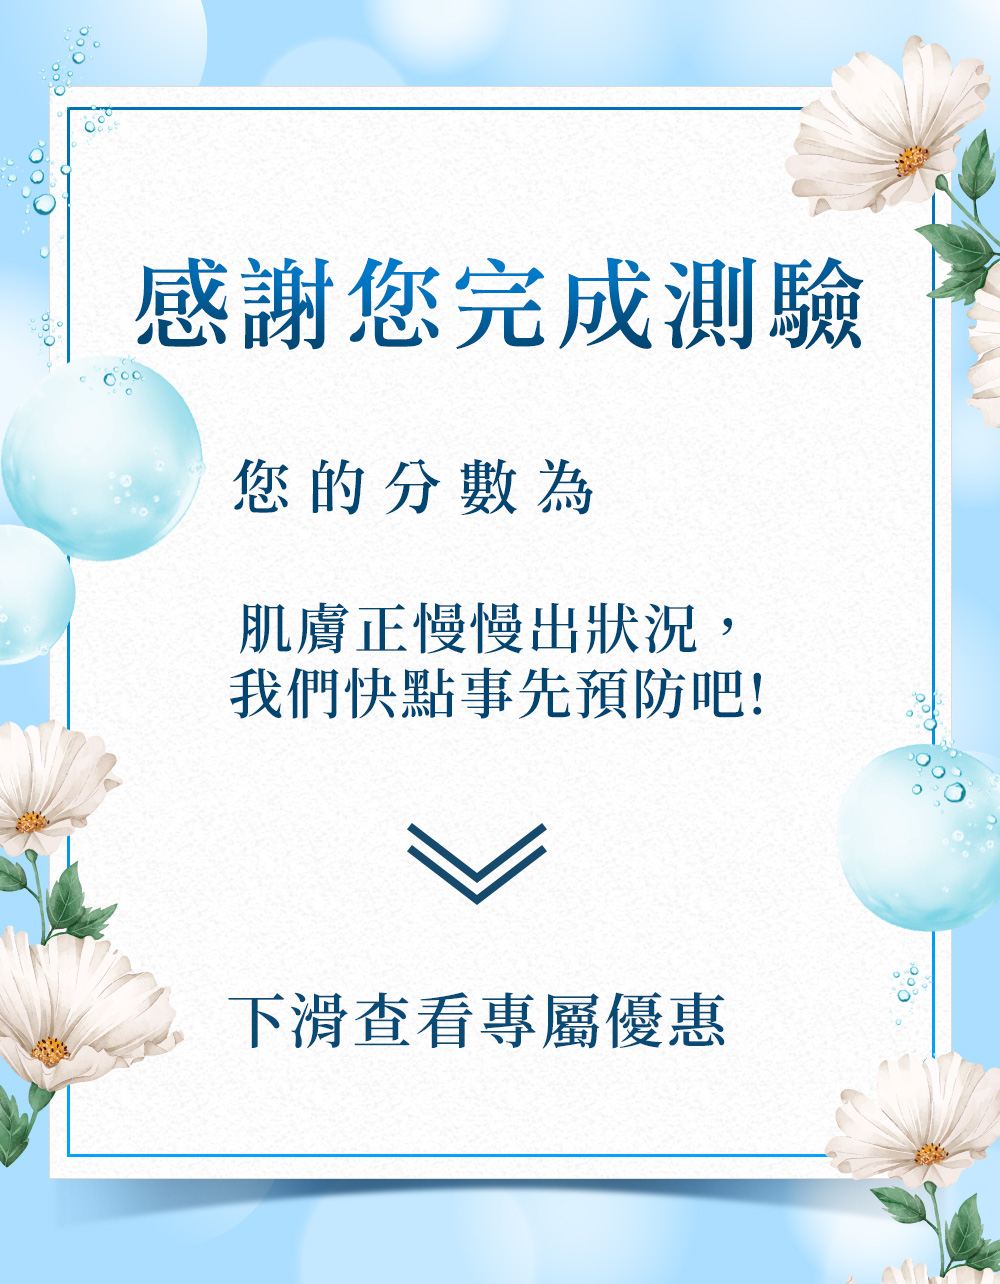 感謝您完成測驗
您的分數為
肌膚正慢慢出狀況，
我們快點事先預防吧!
下滑查看專屬優惠